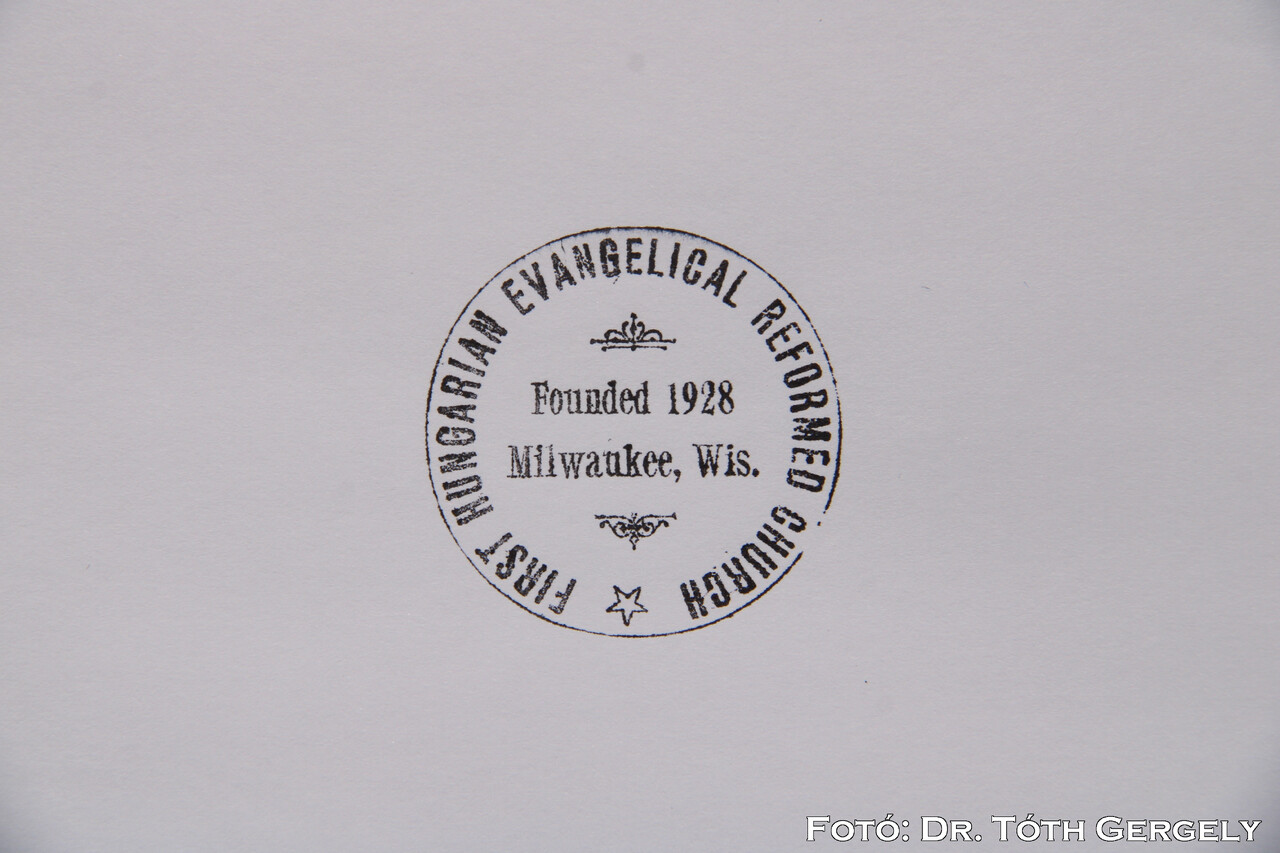 FIRST HUNGARIAN EVANGELICAL REFORMED CHURCH
Founded 1928
Milwaukee, Wis.
Fotó: Dr. Tóth Gergely